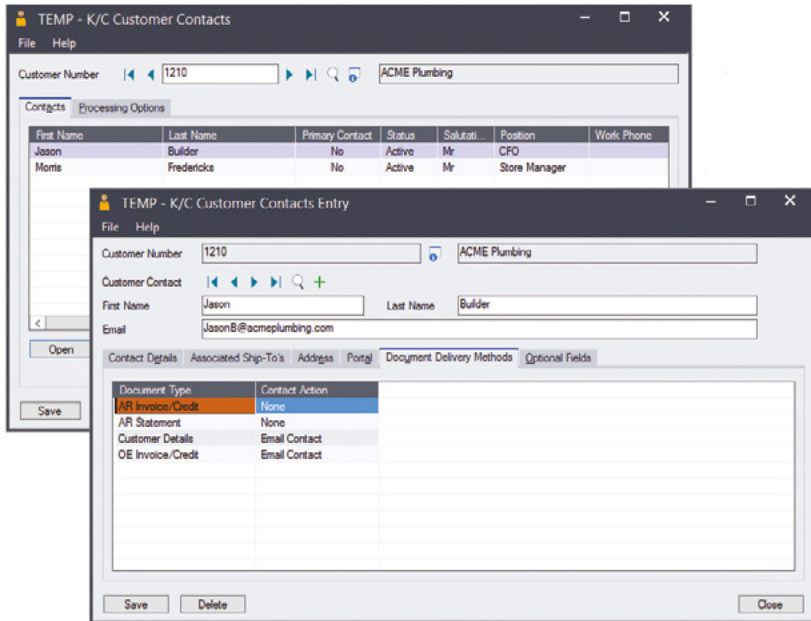 TEMP - K/C Customer Contacts
File Help
Customer Number 1210 ACME Plumbing
Contacts Processing Options
First Name Last Name Primary Contact Status Salutati... Position Work Phone
Jason Builder No Active Mr CFO
Morris Fredericks No Active Mr Store Manager
Open
Save
TEMP - K/C Customer Contacts Entry
File Help
Customer Number 1210 ACME Plumbing
Customer Contact
First Name Jason Last Name Builder
Email JasonB@acmeplumbing.com
Contact Details Associated Ship-To's Address Portal Document Delivery Methods Optional Fields
Document Type Contact Action
AR Invoice/Credit None
AR Statement None
Customer Details Email Contact
OE Invoice/Credit Email Contact
Save Delete Close